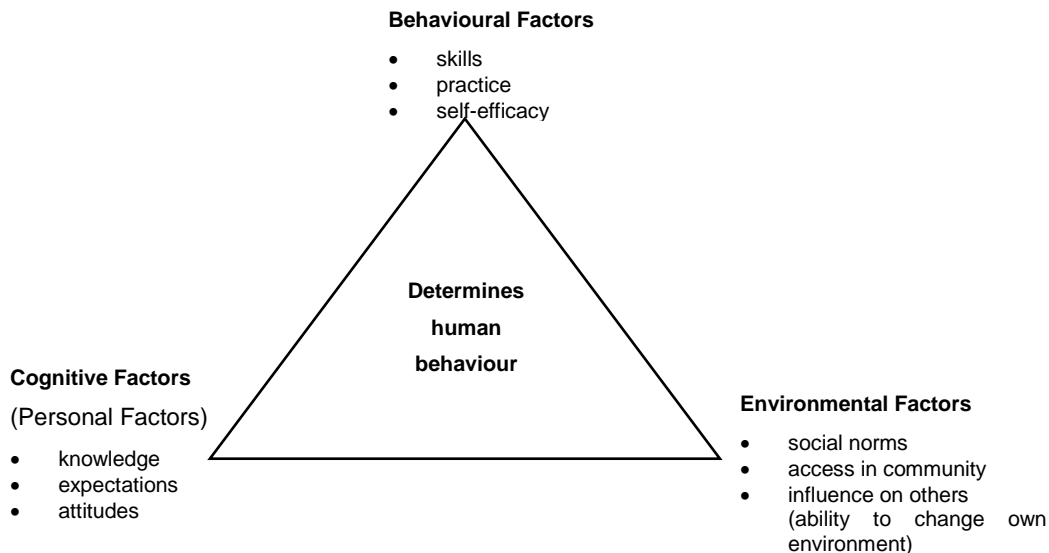 Behavioural Factors
• skills
• practice
• self-efficacy
Determines
human
behaviour
Cognitive Factors
(Personal Factors)
• knowledge
• expectations
• attitudes
Environmental Factors
• social norms
• access in community
• influence on others
(ability to change own
environment)